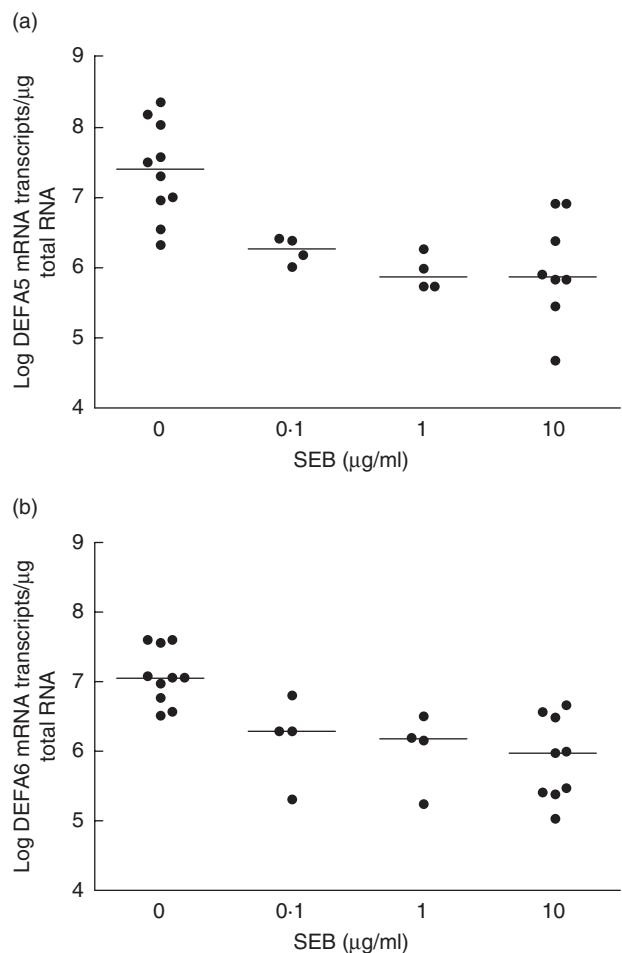 (a)
9
8
7
6
5
4
Log DEFA5 mRNA transcripts/μg
total RNA
0 0·1 1 10
SEB (μg/ml)
(b)
9
8
7
6
5
4
Log DEFA6 mRNA transcripts/μg
total RNA
0 0·1 1 10
SEB (μg/ml)